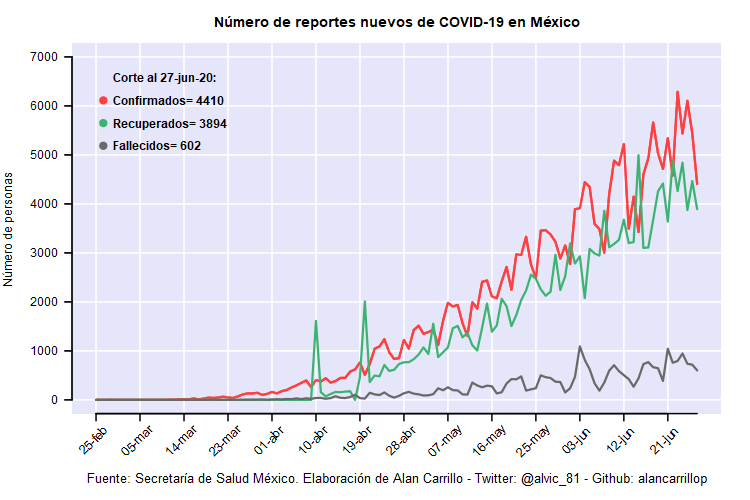 Número de reportes nuevos de COVID-19 en México
Número de personas
7000
6000
5000
4000
3000
2000
1000
0
Corte al 27-jun-20:
Confirmados= 4410
Recuperados= 3894
Fallecidos= 602
25-feb
05-mar
14-mar
23-mar
01-abr
10-abr
19-abr
28-abr
07-may
16-may
25-may
03-jun
12-jun
21-jun
Fuente: Secretaría de Salud México. Elaboración de Alan Carrillo - Twitter: @alvic_81 - Github: alancarrillop